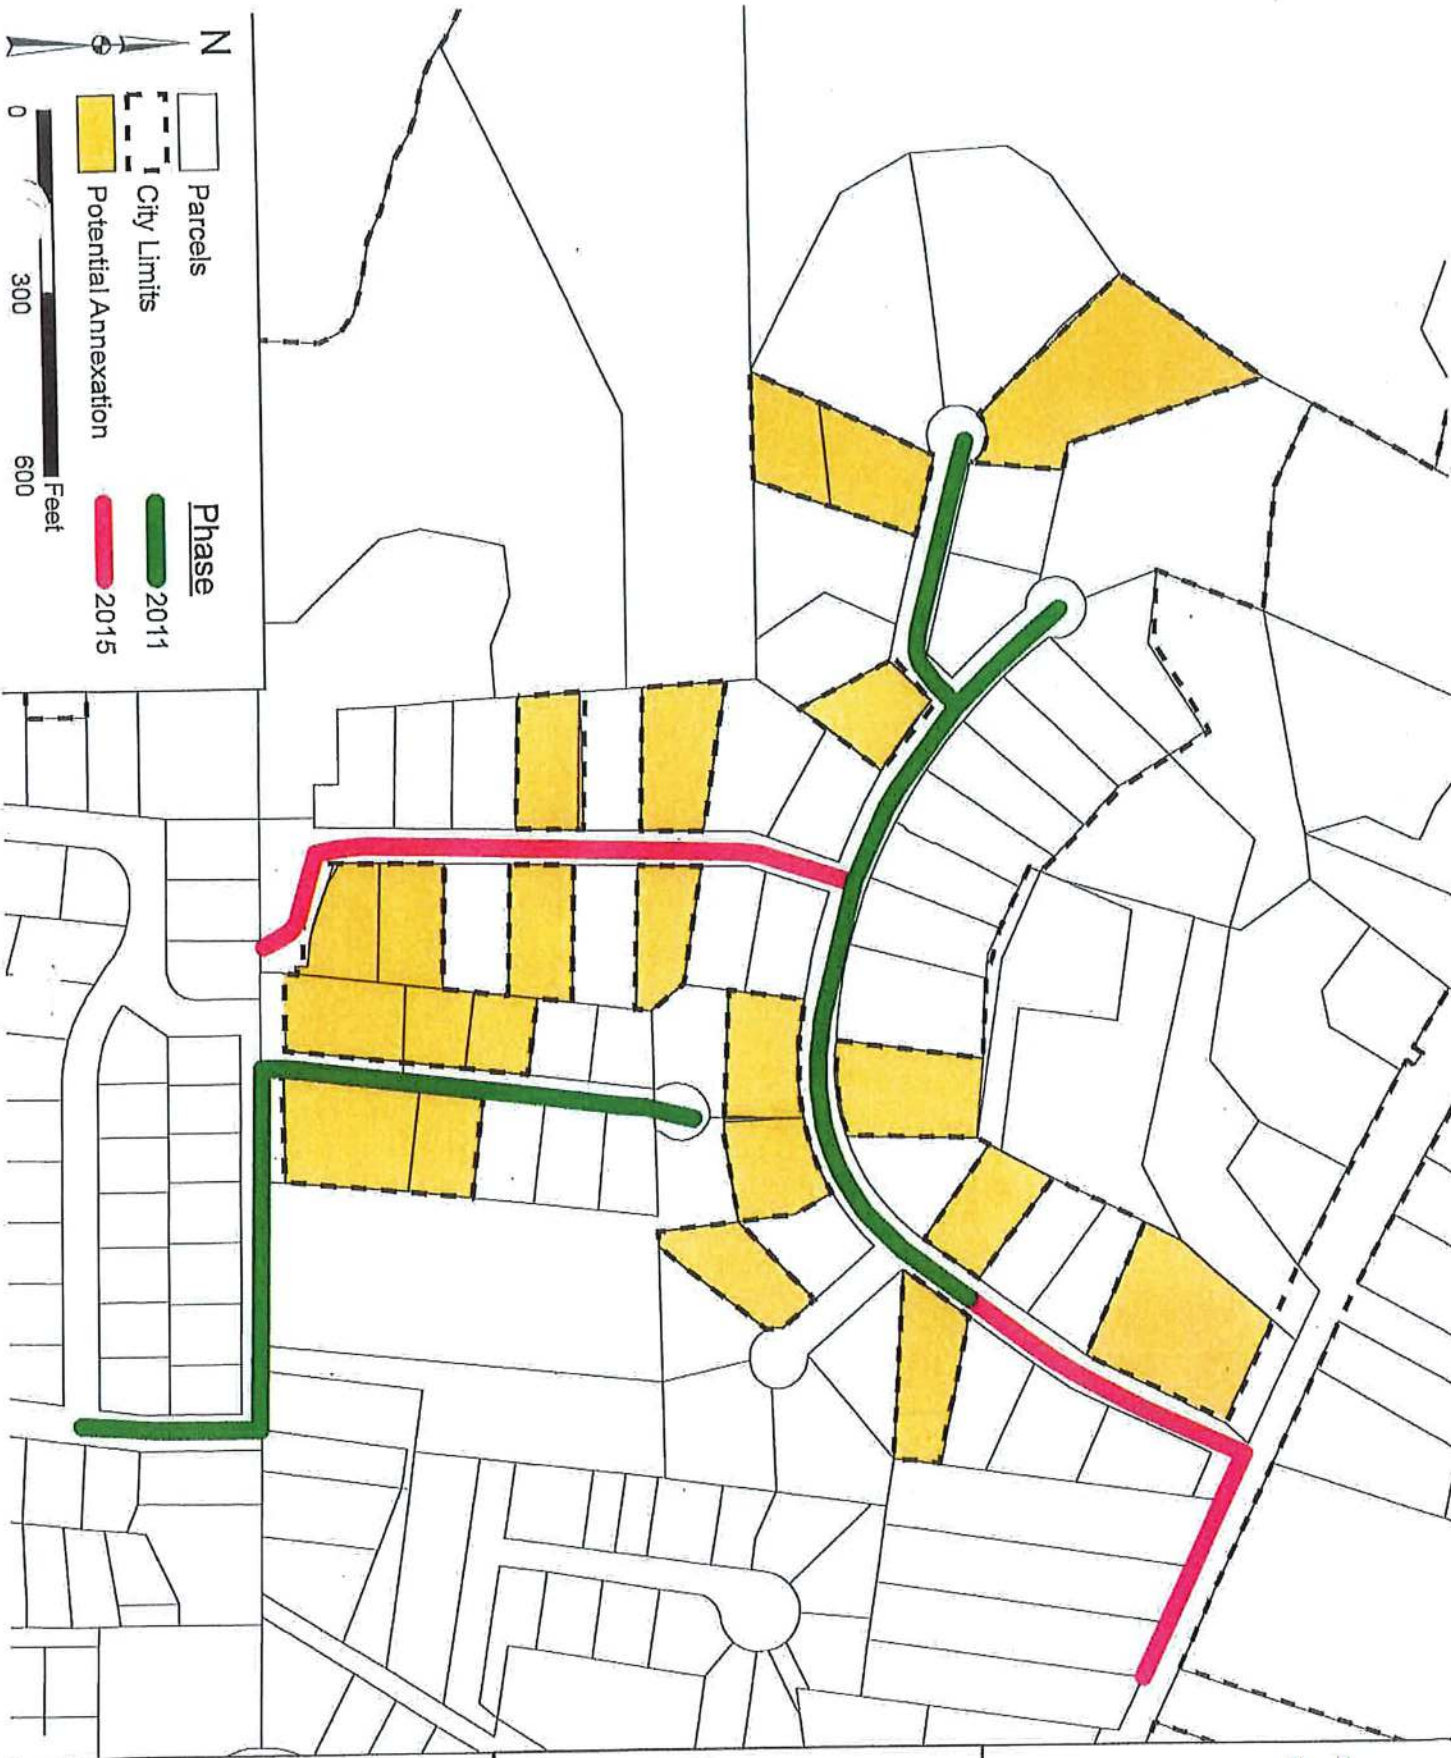 N
Parcels
City Limits
Potential Annexation
0 300 600
Feet
Phase
2011
2015